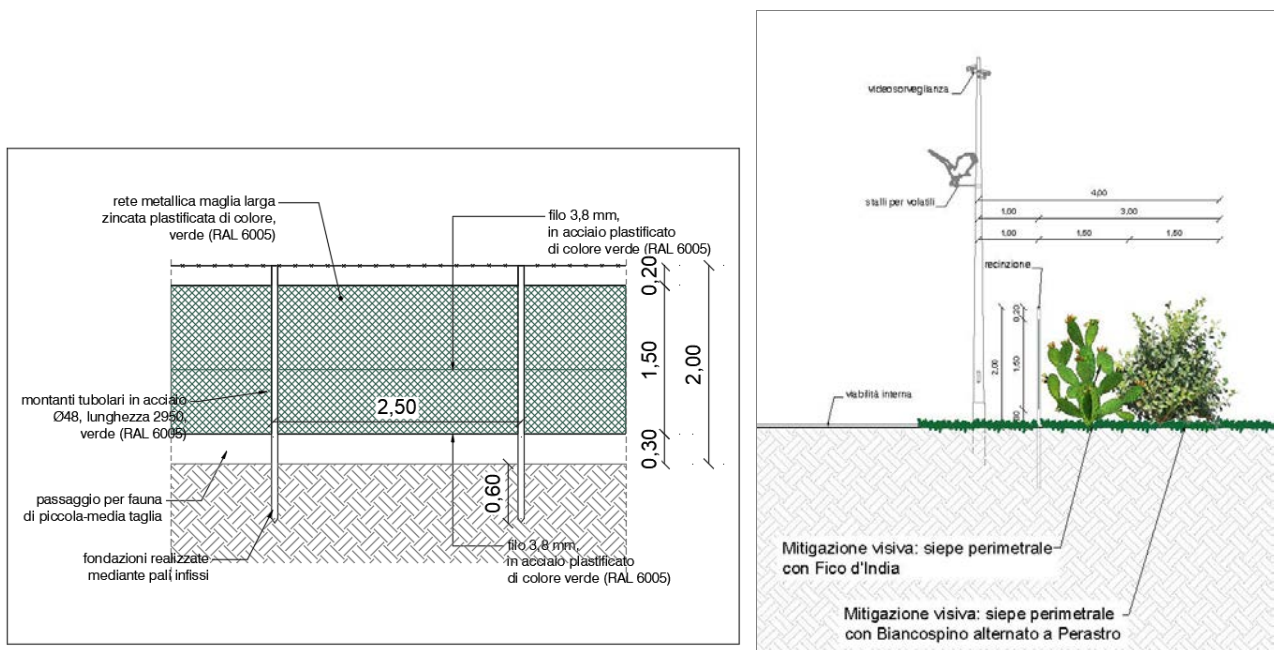 rete metallica maglia larga
zincata plastificata di colore,
verde (RAL 6005)
filo 3,8 mm,
in acciaio plastificato
di colore verde (RAL 6005)
0,20
1,50
2,00
0,30
2,50
0,60
montanti tubolari in acciaio
Ø48, lunghezza 2950,
verde (RAL 6005)
passaggio per fauna
di piccola-media taglia
fondazioni realizzate
mediante pali infissi
filo 3,8 mm,
in acciaio plastificato
di colore verde (RAL 6005)
videosorveglianza
stalli per volatili
4,00
1,00
3,00
1,00
1,50
1,50
recinzione
0,20
2,00
viabilità interna
Mitigazione visiva: siepe perimetrale
con Fico d'India
Mitigazione visiva: siepe perimetrale
con Biancospino alternato a Perastro